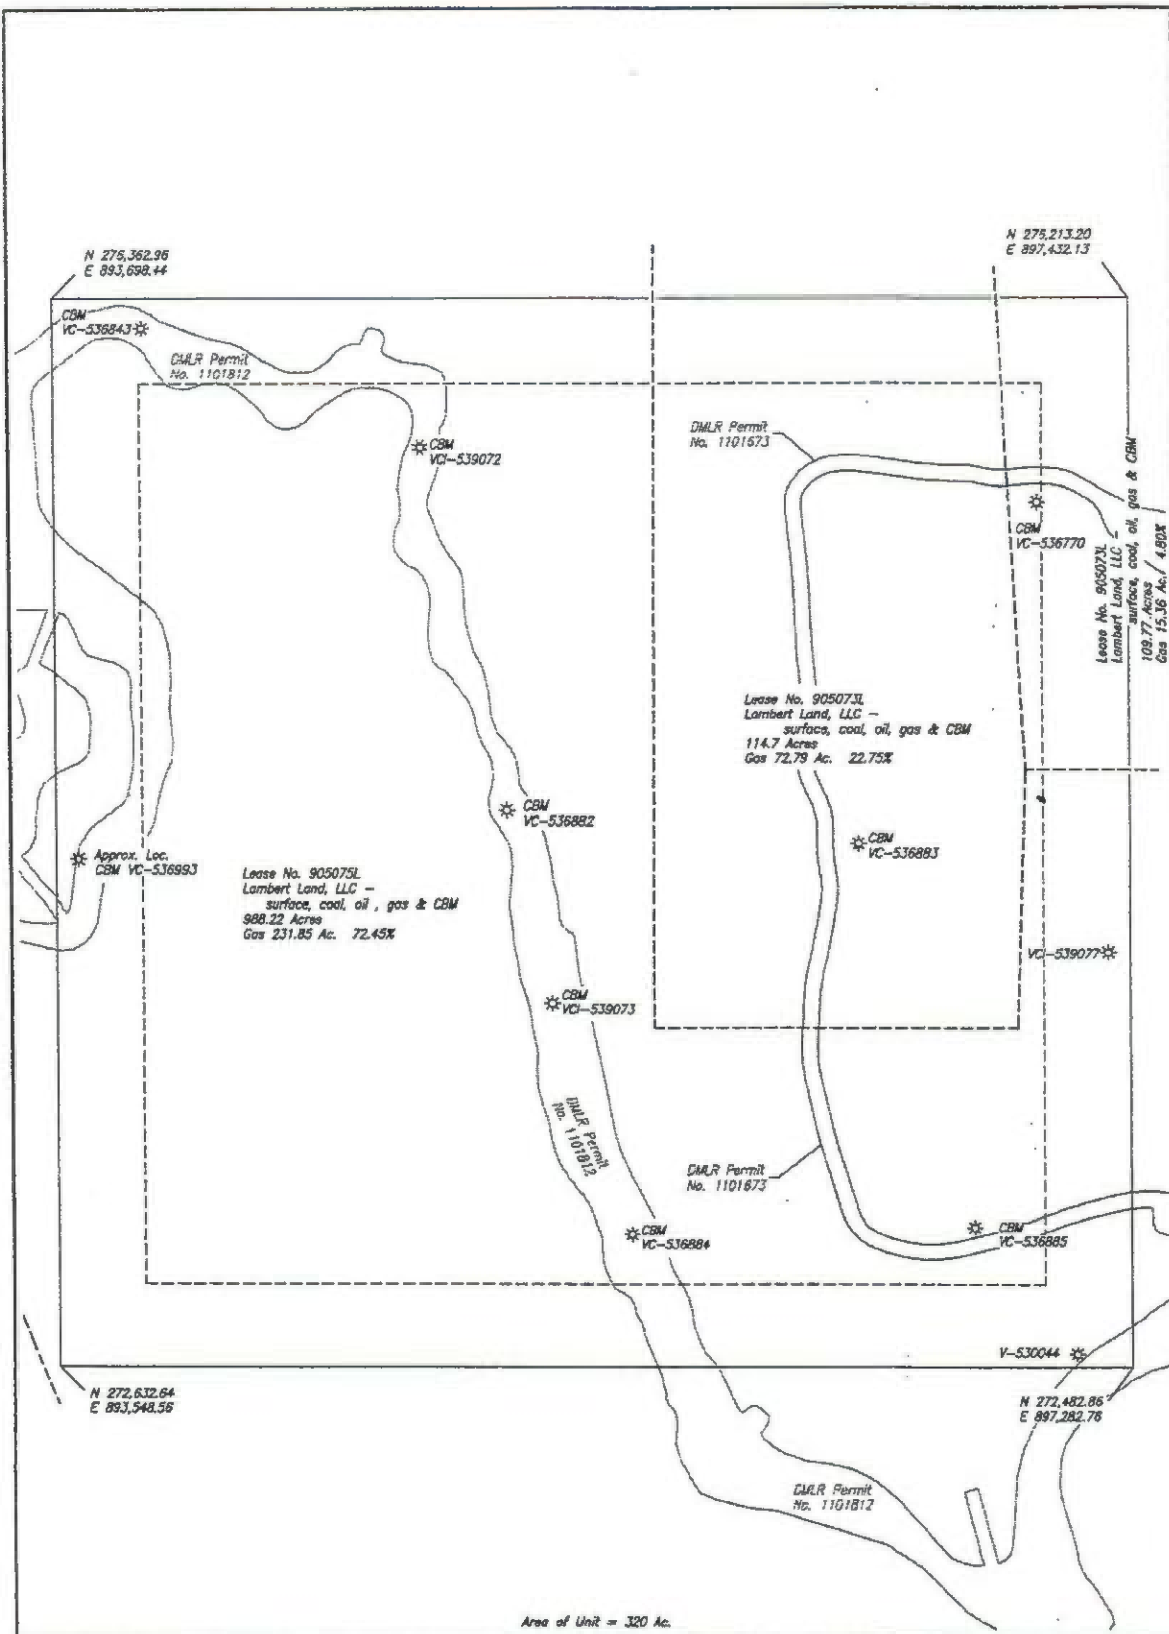 N 275,362.96
E 893,698.44
N 275,213.20
E 897,432.13
CBM
VC-536843
DMLR Permit
No. 1101812
CBM
VCI-539072
DMLR Permit
No. 1101673
CBM
VC-536770
Lease No. 905073L
Lambert Land, LLC -
surface, coal, oil, gas & CBM
109.77 Acres
Gas 15.36 Ac./ 4.80%
Lease No. 905073L
Lambert Land, LLC -
surface, coal, oil, gas & CBM
114.7 Acres
Gas 72.79 Ac. 22.75%
CBM
VC-536882
CBM
VC-536883
Approx. Loc.
CBM VC-536993
Lease No. 905075L
Lambert Land, LLC -
surface, coal, oil , gas & CBM
988.22 Acres
Gas 231.85 Ac. 72.45%
VCI-539077
CBM
VCI-539073
DMLR Permit
No. 1101812
DMLR Permit
No. 1101673
CBM
VC-536884
CBM
VC-536885
V-530044
N 272,632.64
E 893,548.56
N 272,482.86
E 897,282.76
DMLR Permit
No. 1101812
Area of Unit = 320 Ac.